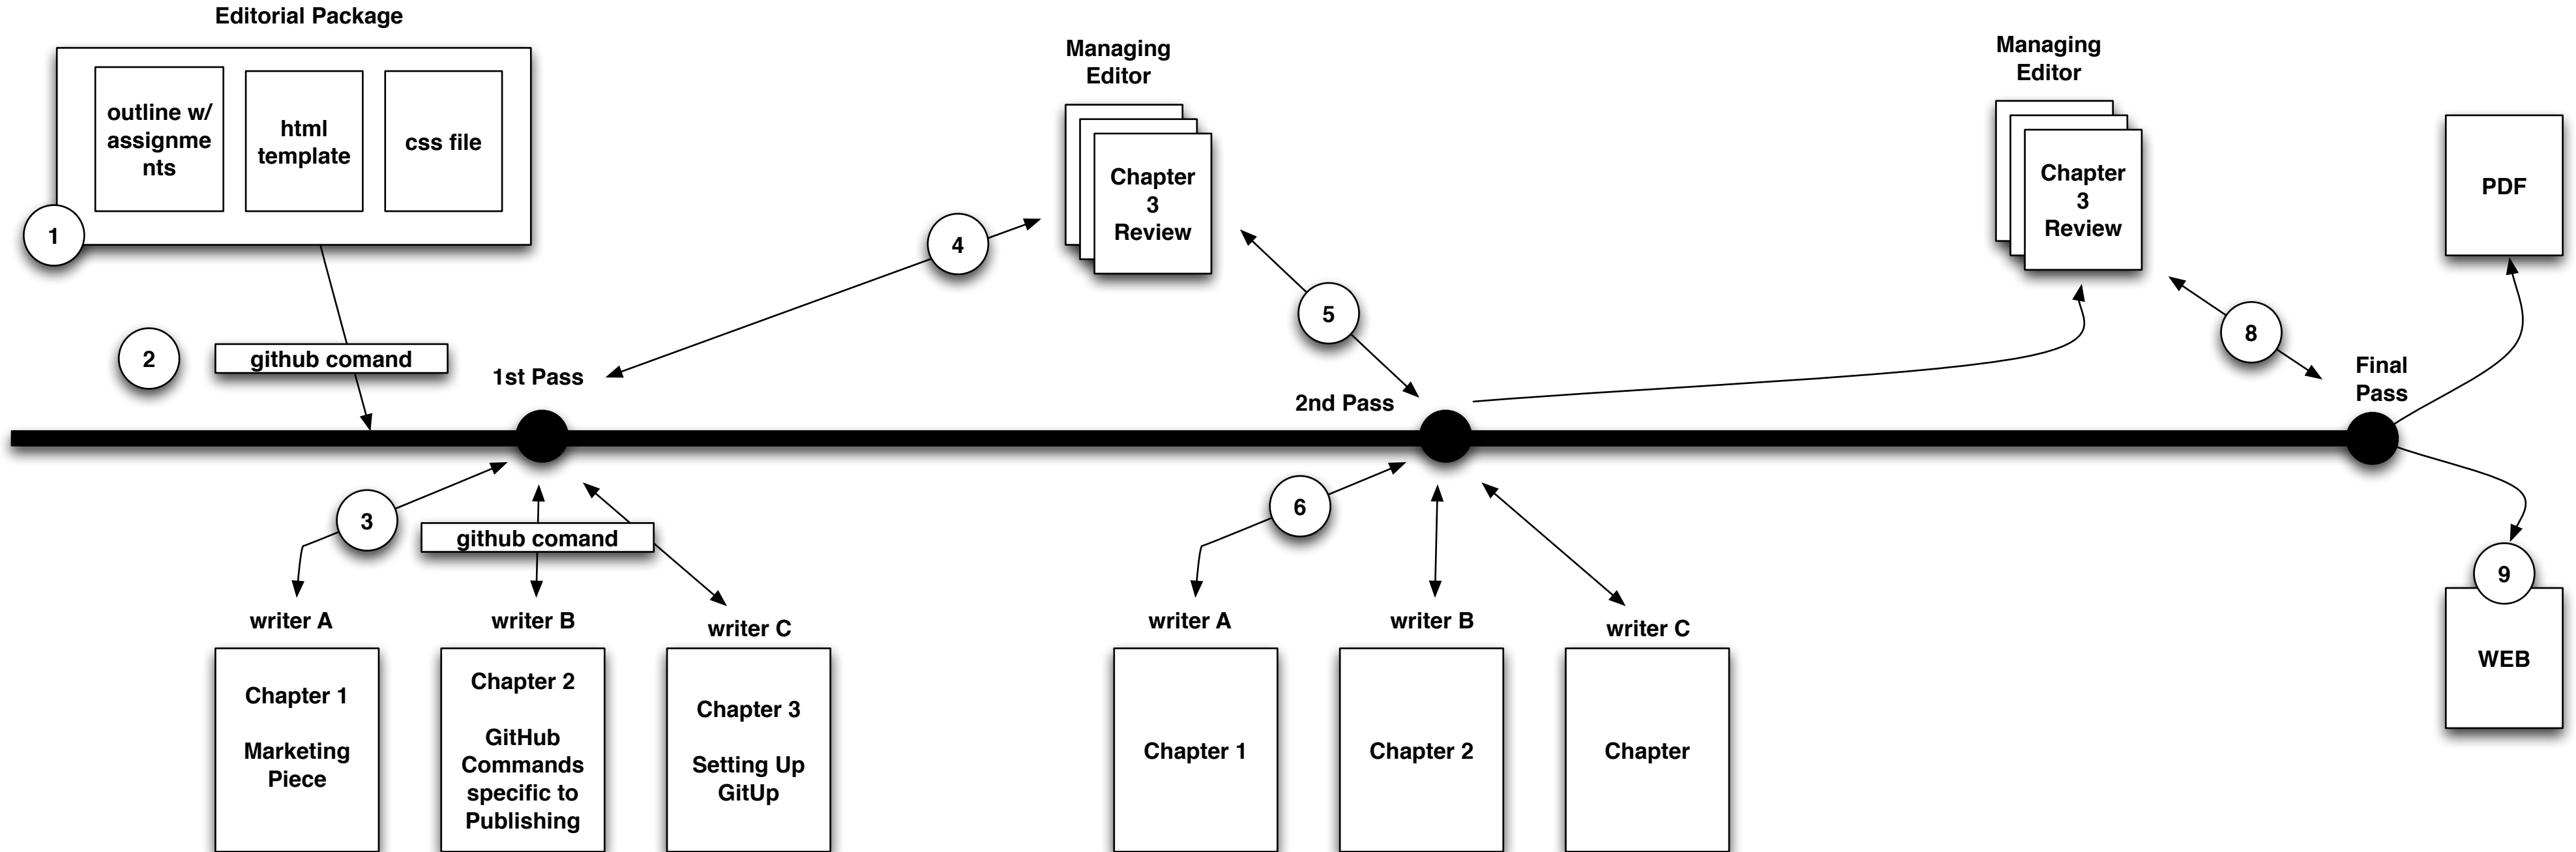 Editorial Package
outline w/
assignme
nts
html
template
css file
1
2
github comand
1st Pass
4
Managing
Editor
Chapter
3
Review
5
2nd Pass
Managing
Editor
Chapter
3
Review
8
Final
Pass
PDF
3
github comand
writer A
Chapter 1
Marketing
Piece
writer B
Chapter 2
GitHub
Commands
specific to
Publishing
writer C
Chapter 3
Setting Up
GitUp
6
writer A
Chapter 1
writer B
Chapter 2
writer C
Chapter
9
WEB